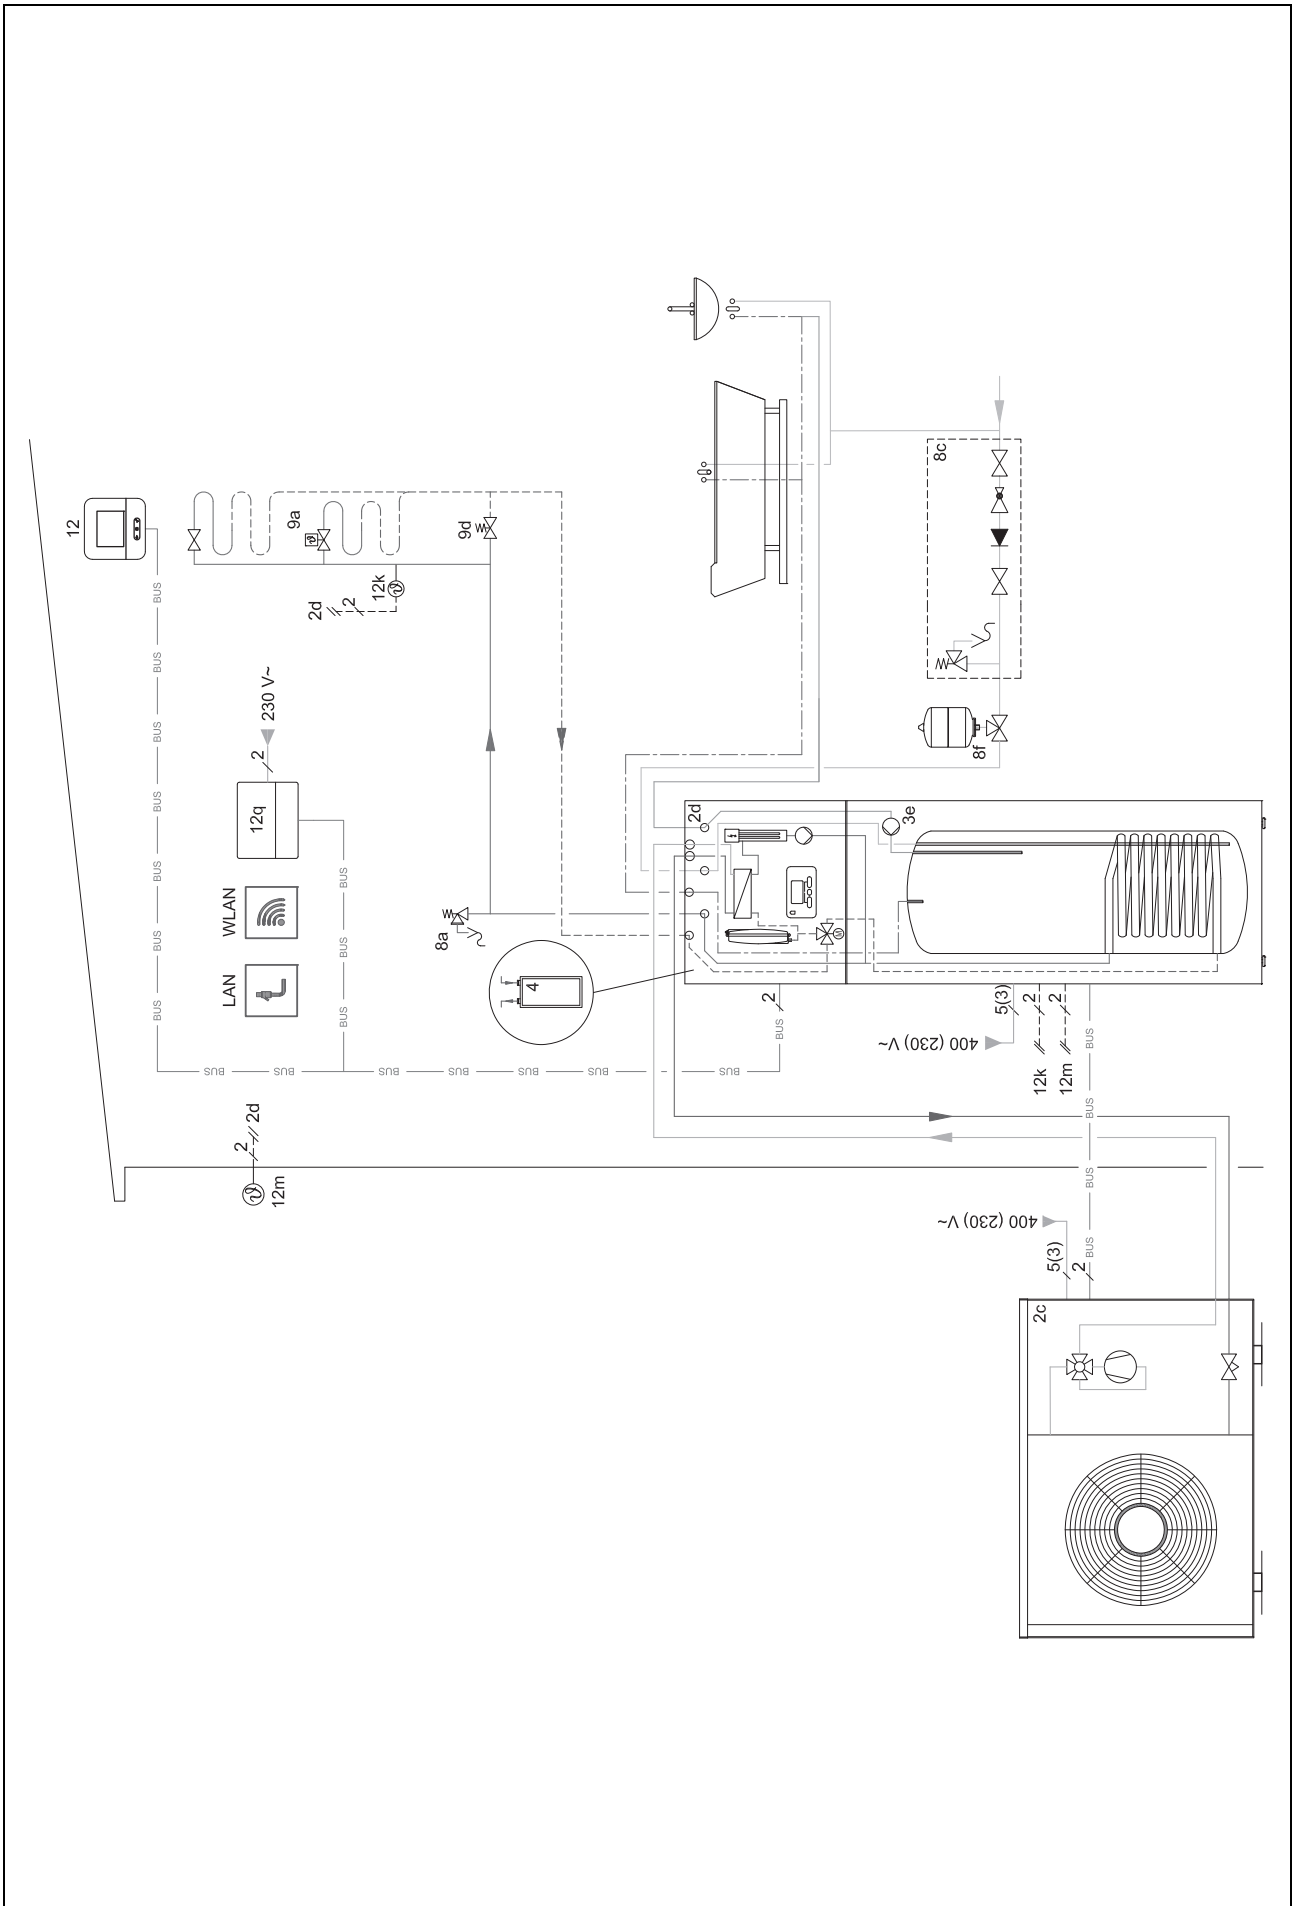 12
BUS
BUS
BUS
BUS
BUS
BUS
BUS
BUS
BUS
LAN
WLAN
12q
2
230 V~
12m
2
2d
9a
ϑ
2d
2
12k
BUS
BUS
BUS
BUS
BUS
BUS
BUS
BUS
8a
9d
4
2d
2
BUS
M
3e
8c
8f
400 (230) V~
5(3)
12k
2
12m
2
BUS
BUS
BUS
BUS
400 (230) V~
5(3)
2
2c